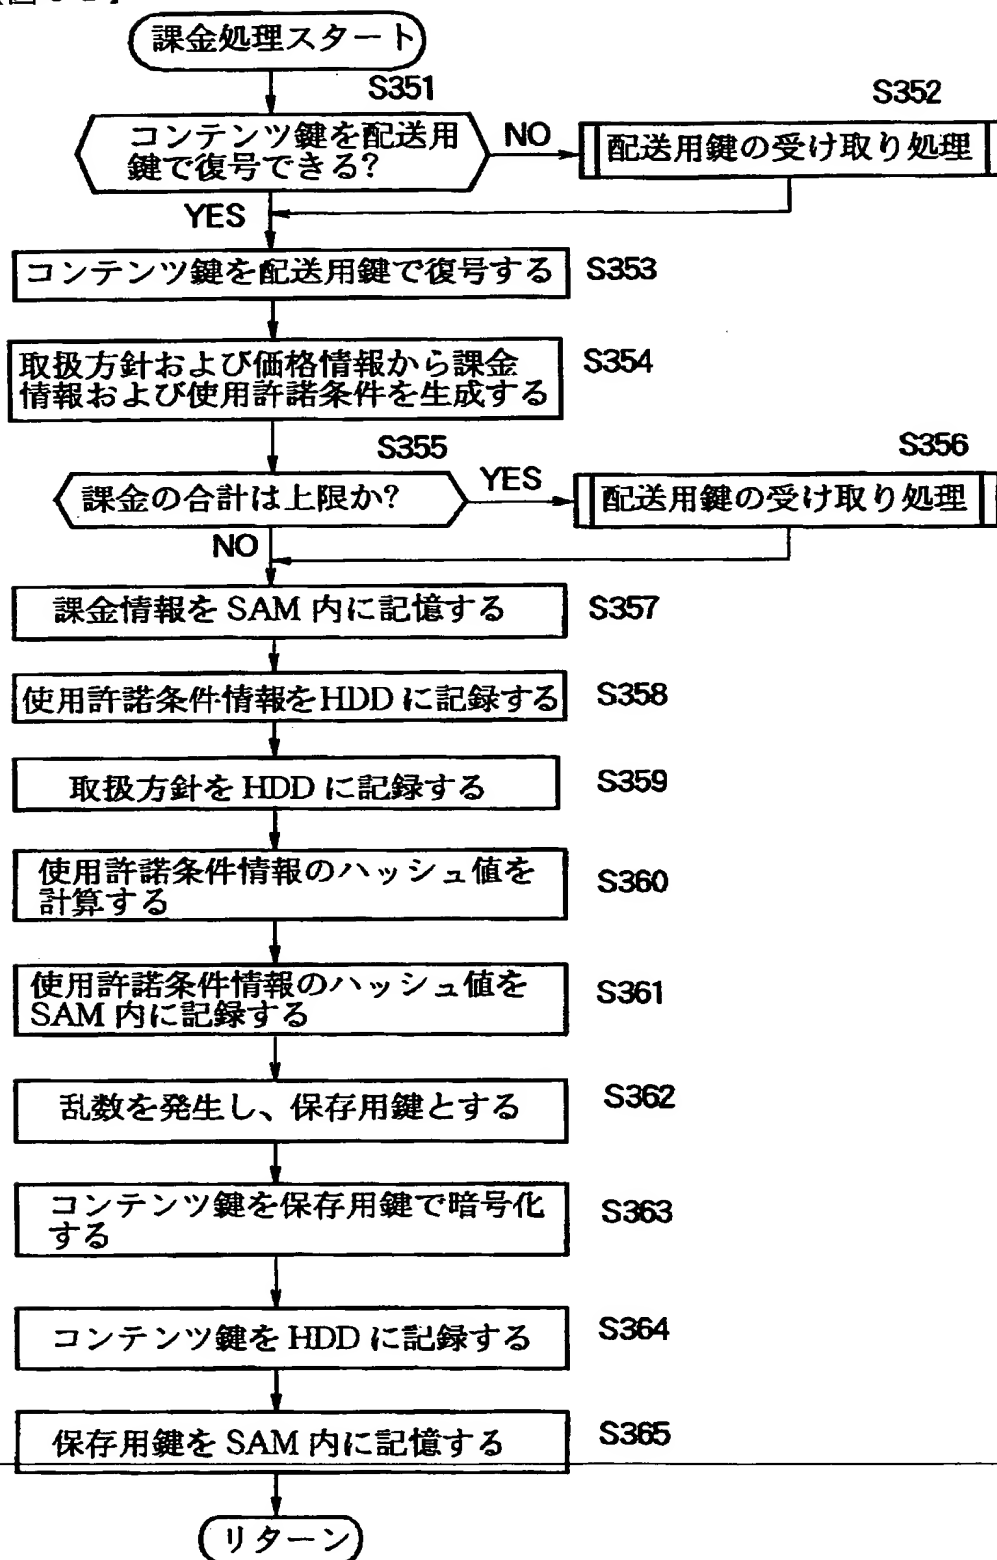 課金処理スタート
S351
S352
コンテンツ鍵を配送用
鍵で復号できる?
NO
配送用鍵の受け取り処理
YES
コンテンツ鍵を配送用鍵で復号する
S353
取扱方針および価格情報から課金
情報および使用許諾条件を生成する
S354
S355
S356
課金の合計は上限か?
YES
配送用鍵の受け取り処理
NO
課金情報を SAM 内に記憶する
S357
使用許諾条件情報をHDD に記録する
S358
取扱方針を HDD に記録する
S359
使用許諾条件情報のハッシュ値を
計算する
S360
使用許諾条件情報のハッシュ値を
SAM 内に記録する
S361
乱数を発生し、保存用鍵とする
S362
コンテンツ鍵を保存用鍵で暗号化
する
S363
コンテンツ鍵を HDD に記録する
S364
保存用鍵を SAM 内に記憶する
S365
リターン